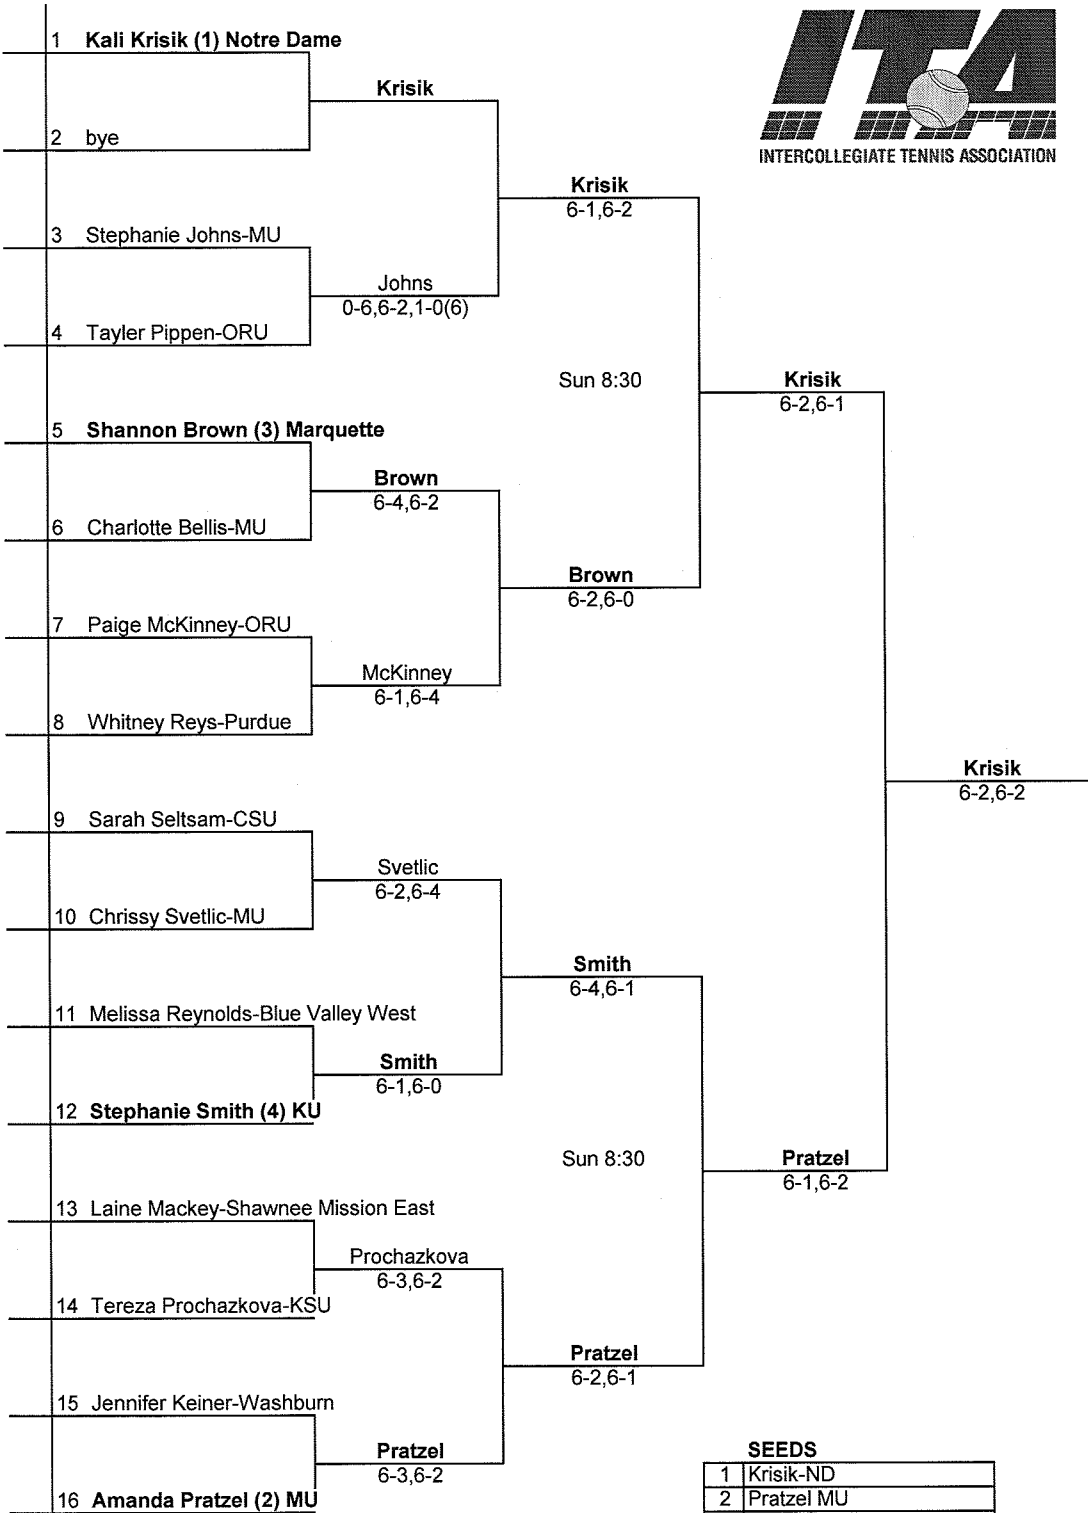 ITA
INTERCOLLEGIATE TENNIS ASSOCIATION
1 Kali Krisik (1) Notre Dame
Krisik
2 bye
Krisik
6-1,6-2
3 Stephanie Johns-MU
Johns
0-6,6-2,1-0(6)
4 Tayler Pippen-ORU
Sun 8:30
Krisik
6-2,6-1
5 Shannon Brown (3) Marquette
Brown
6-4,6-2
6 Charlotte Bellis-MU
Brown
6-2,6-0
7 Paige McKinney-ORU
McKinney
6-1,6-4
8 Whitney Reys-Purdue
Krisik
6-2,6-2
9 Sarah Seltsam-CSU
Svetlic
6-2,6-4
10 Chrissy Svetlic-MU
Smith
6-4,6-1
11 Melissa Reynolds-Blue Valley West
Smith
6-1,6-0
12 Stephanie Smith (4) KU
Sun 8:30
Pratzel
6-1,6-2
13 Laine Mackey-Shawnee Mission East
Prochazkova
6-3,6-2
14 Tereza Prochazkova-KSU
Pratzel
6-2,6-1
15 Jennifer Keiner-Washburn
Pratzel
6-3,6-2
16 Amanda Pratzel (2) MU
SEEDS
1 Krisik-ND
2 Pratzel MU